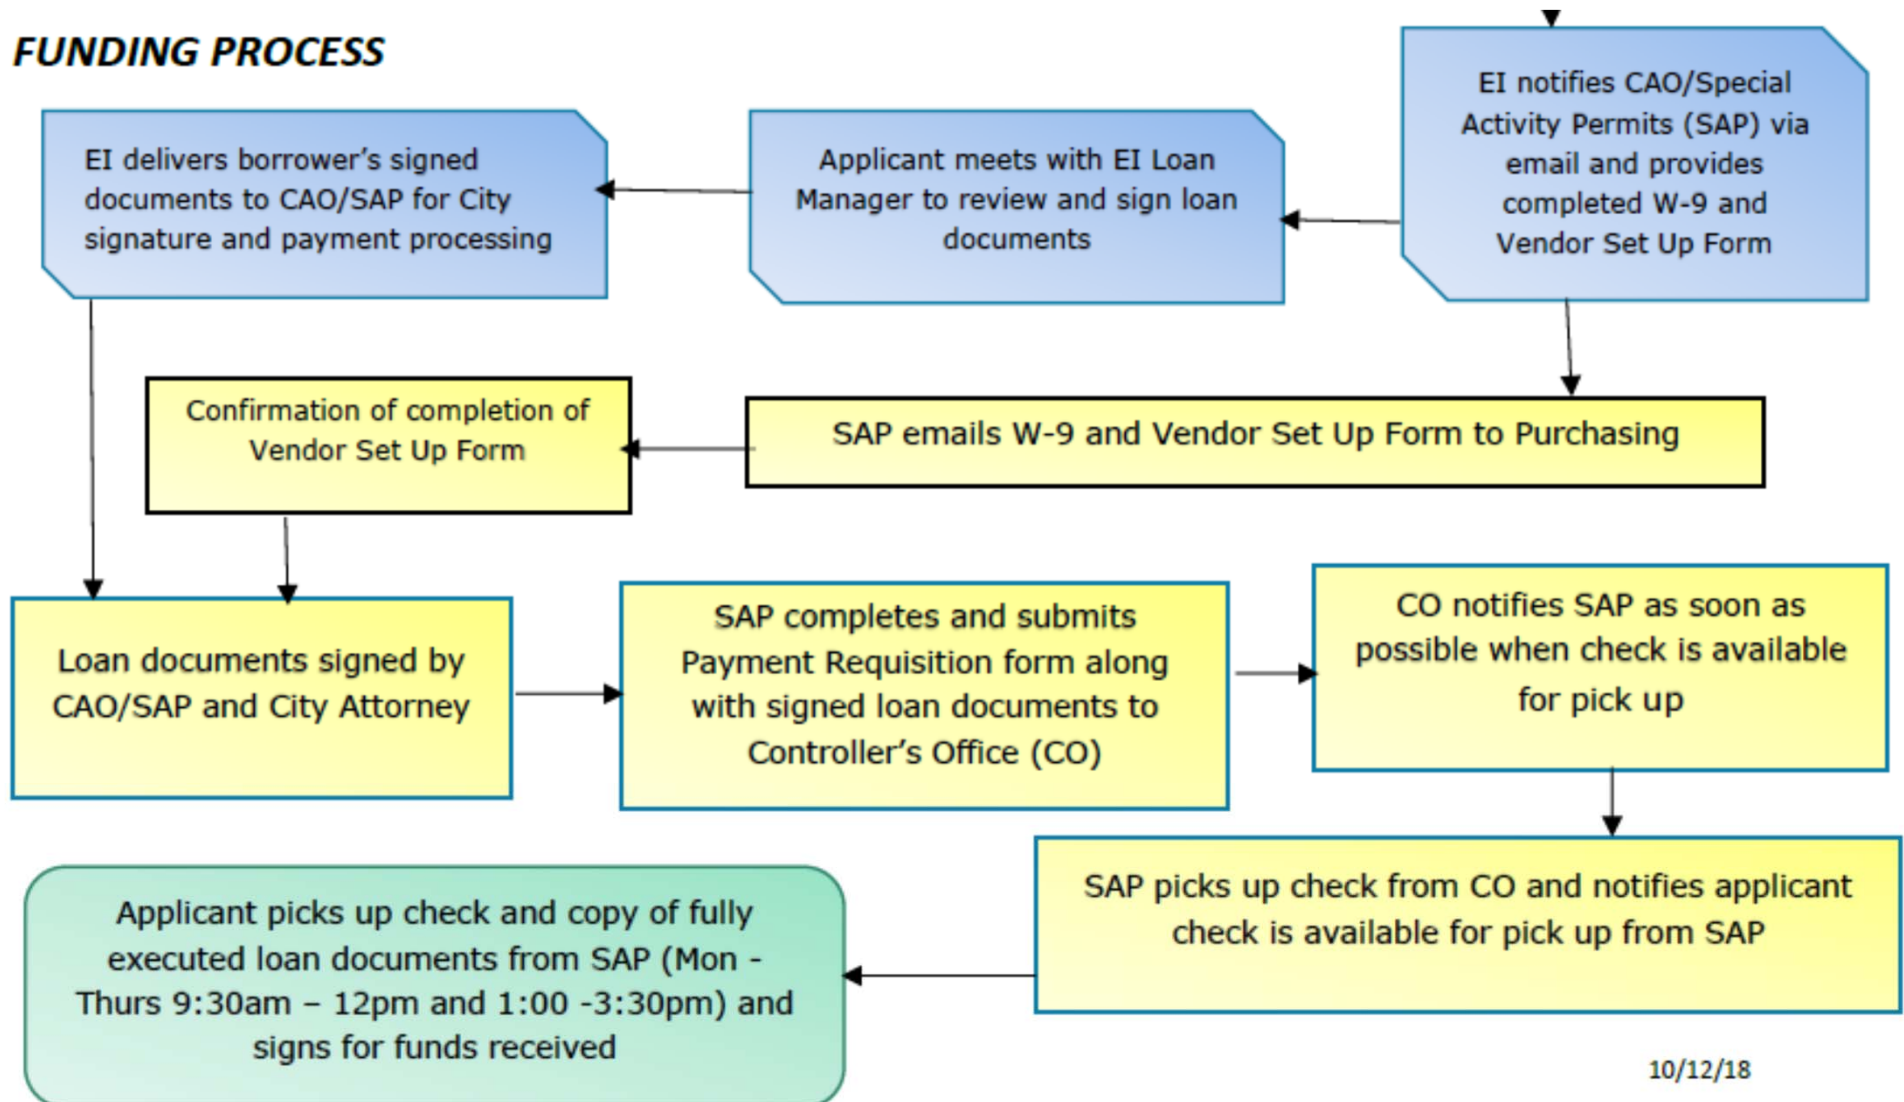 FUNDING PROCESS
EI notifies CAO/Special
Activity Permits (SAP) via
email and provides
completed W-9 and
Vendor Set Up Form
Applicant meets with EI Loan
Manager to review and sign loan
documents
EI delivers borrower’s signed
documents to CAO/SAP for City
signature and payment processing
SAP emails W-9 and Vendor Set Up Form to Purchasing
Confirmation of completion of
Vendor Set Up Form
Loan documents signed by
CAO/SAP and City Attorney
SAP completes and submits
Payment Requisition form along
with signed loan documents to
Controller’s Office (CO)
CO notifies SAP as soon as
possible when check is available
for pick up
SAP picks up check from CO and notifies applicant
check is available for pick up from SAP
Applicant picks up check and copy of fully
executed loan documents from SAP (Mon -
Thurs 9:30am – 12pm and 1:00 -3:30pm) and
signs for funds received
10/12/18